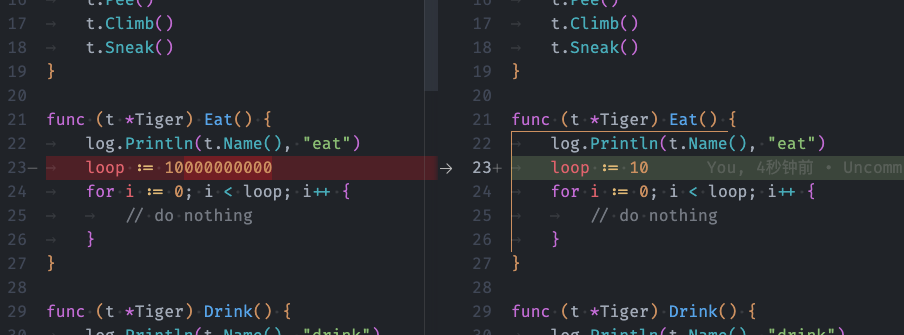 16 t.Pee() 16 t.Pee()
17 t.Climb() 17 t.Climb()
18 t.Sneak() 18 t.Sneak()
19 } 19 }
20 20
21 func (t *Tiger) Eat() { 21 func (t *Tiger) Eat() {
22 log.Println(t.Name(), "eat") 22 log.Println(t.Name(), "eat")
23− loop := 10000000000 → 23+ loop := 10 You, 4秒钟前 • Uncomm
24 for i := 0; i < loop; i++ { 24 for i := 0; i < loop; i++ {
25 // do nothing 25 // do nothing
26 } 26 }
27 } 27 }
28 28
29 func (t *Tiger) Drink() { 29 func (t *Tiger) Drink() {
30 log.Println(t.Name(), "drink") 30 log.Println(t.Name(), "drink")